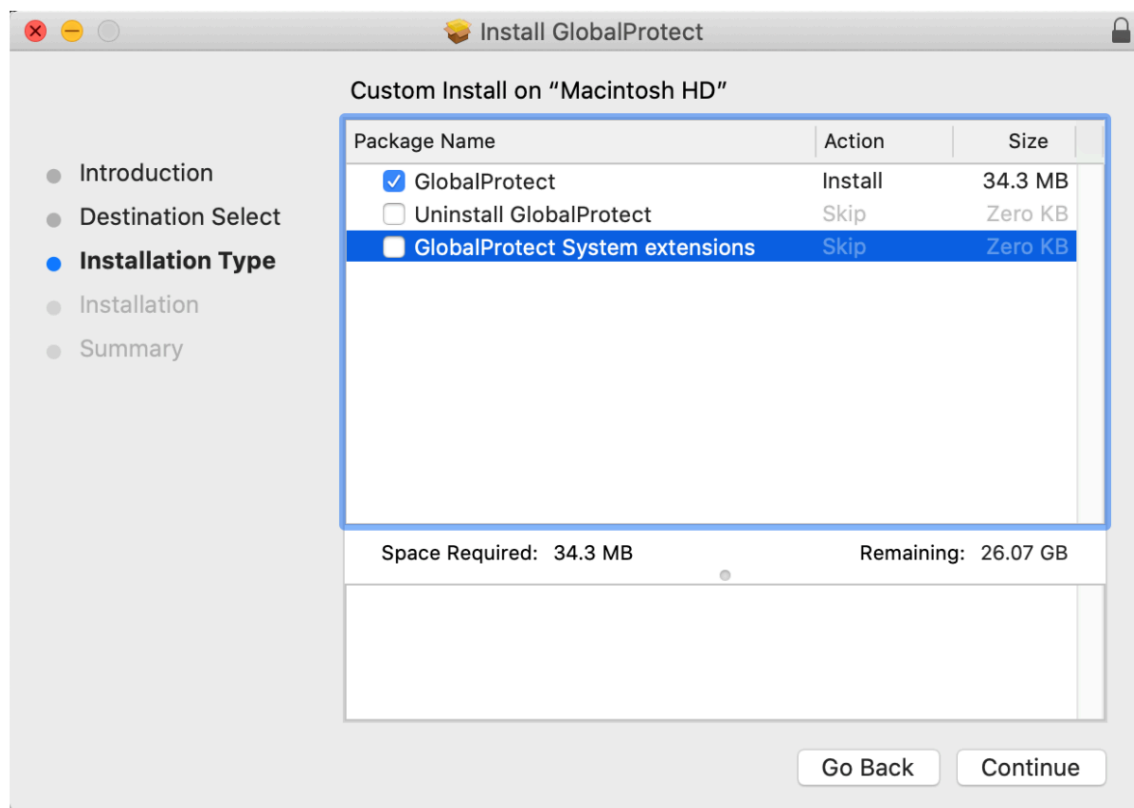 Install GlobalProtect
Custom Install on “Macintosh HD”
Introduction
Destination Select
Installation Type
Installation
Summary
Package Name Action Size
GlobalProtect Install 34.3 MB
Uninstall GlobalProtect Skip Zero KB
GlobalProtect System extensions Skip Zero KB
Space Required: 34.3 MB Remaining: 26.07 GB
Go Back Continue